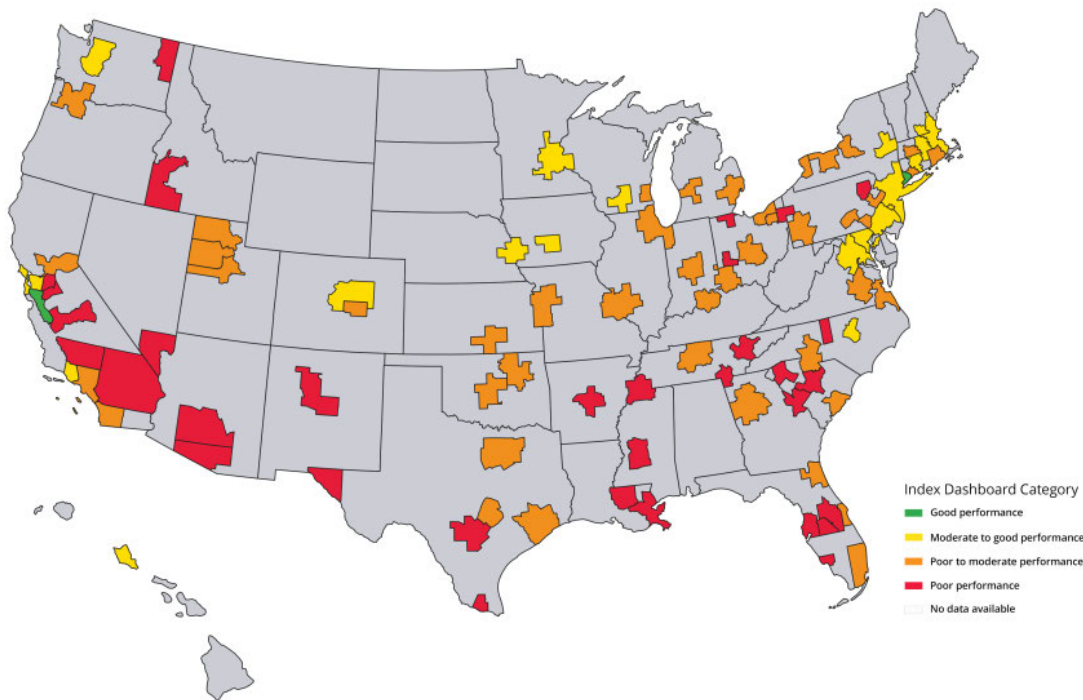 Index Dashboard Category
Good performance
Moderate to good performance
Poor to moderate performance
Poor performance
No data available